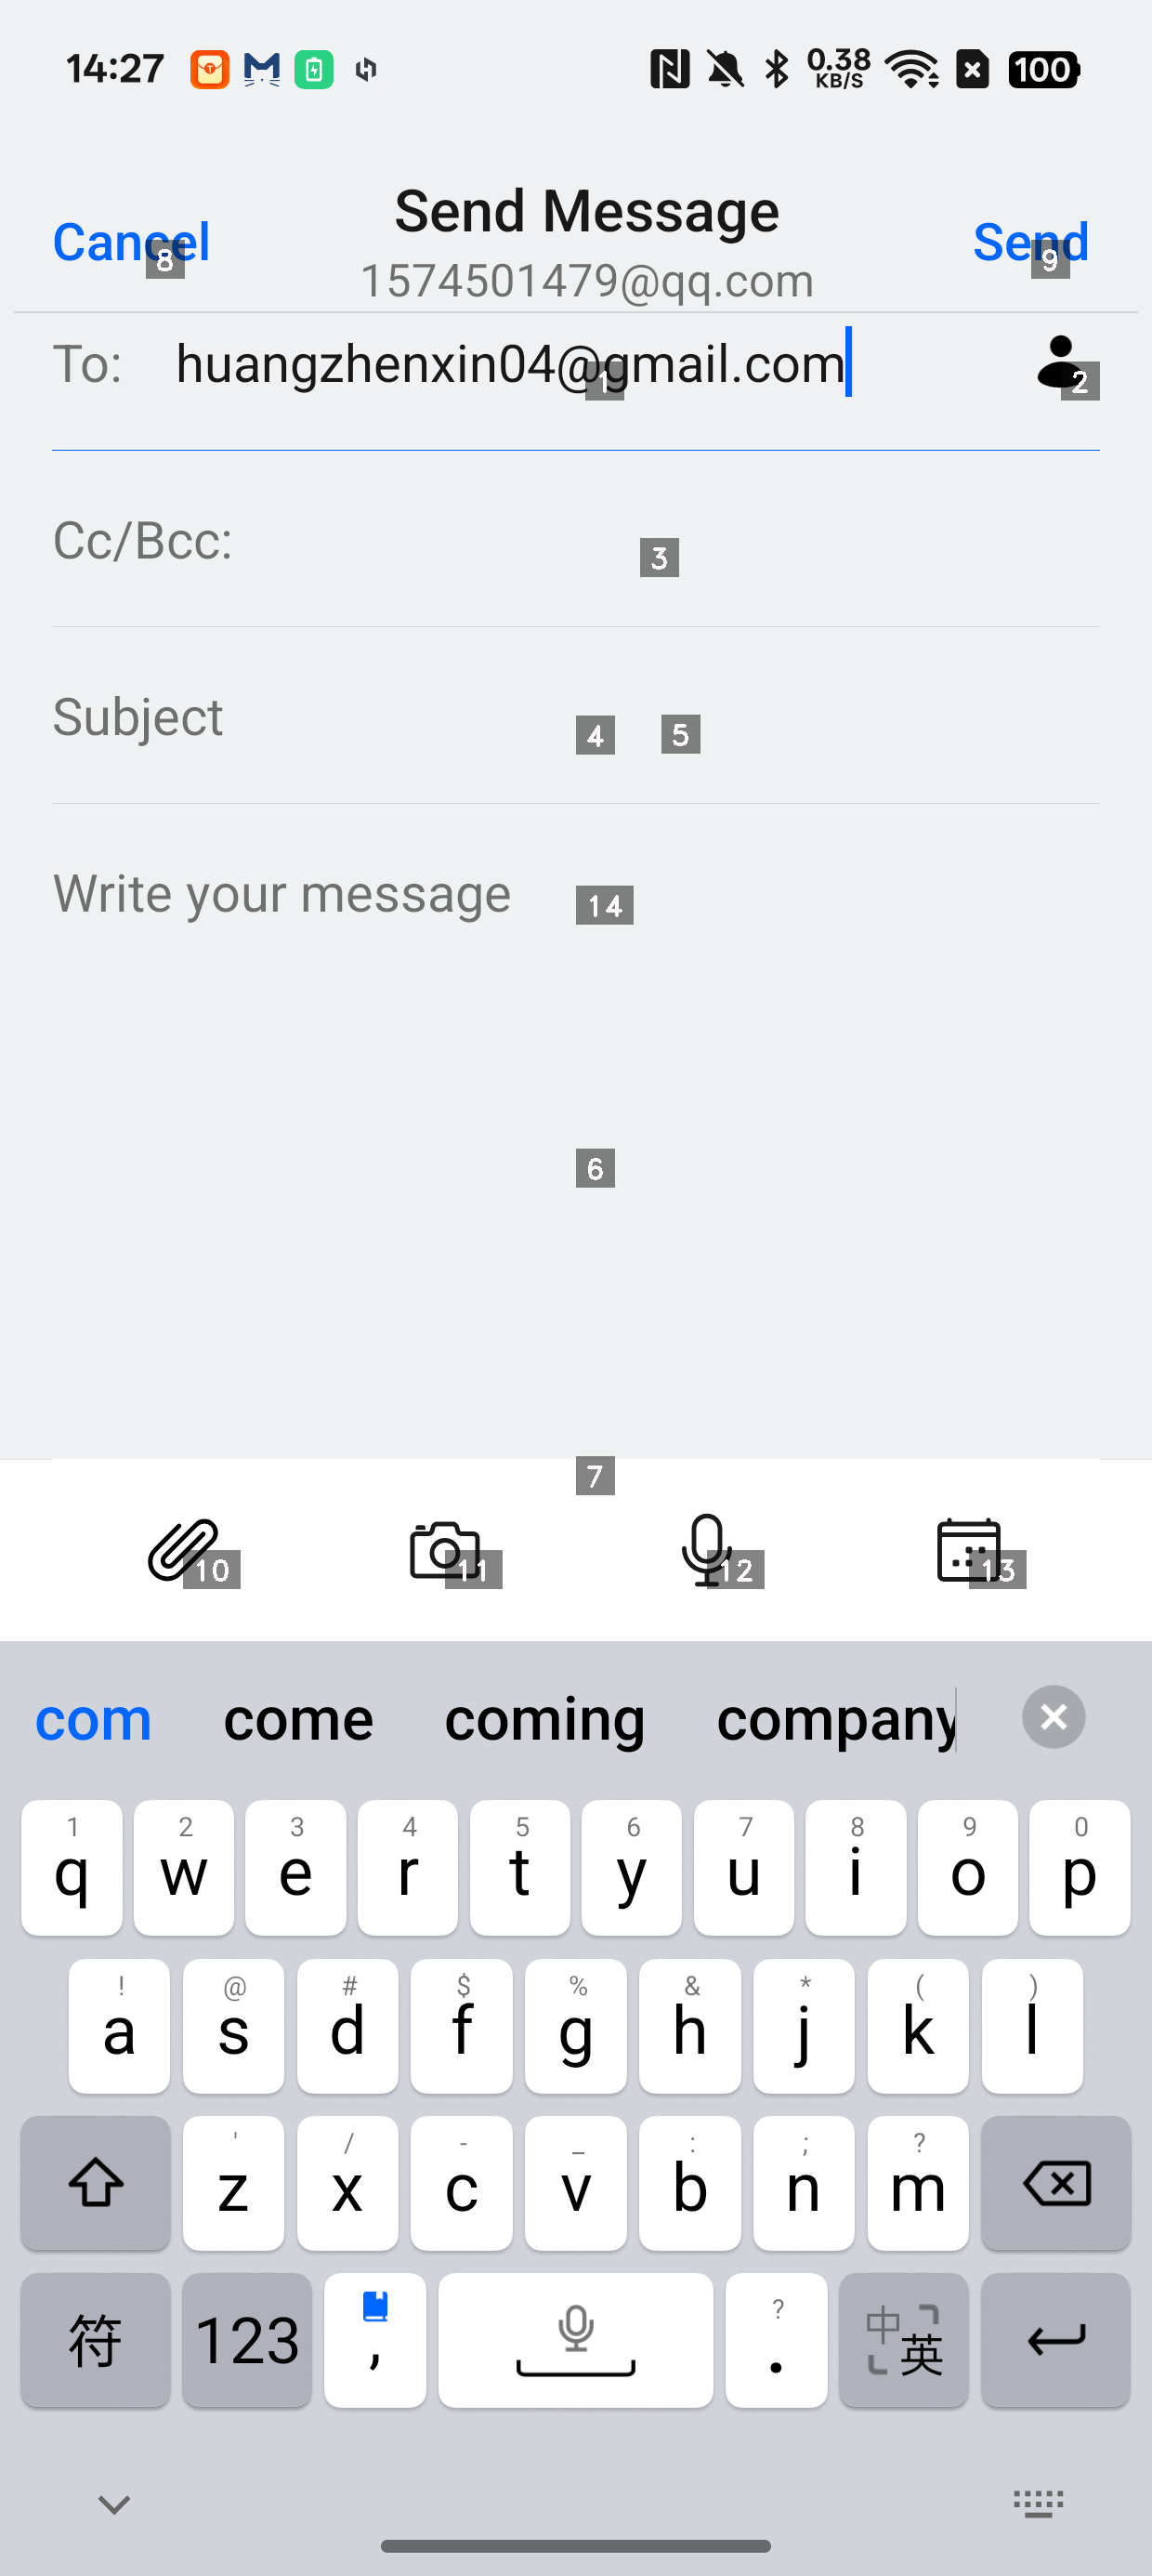 14:27 0.38 KB/S 100
Cancel Send Message Send
8 1574501479@qq.com 9
To: huangzhenxin04@gmail.com
1 2
Cc/Bcc:
3
Subject
4 5
Write your message
14
6
7
10 11 12 13
com come coming company
1 2 3 4 5 6 7 8 9 0
q w e r t y u i o p
! @ # $ % & * ( )
a s d f g h j k l
' / - _ : ; ?
z x c v b n m
符 123 , ? . 中 英